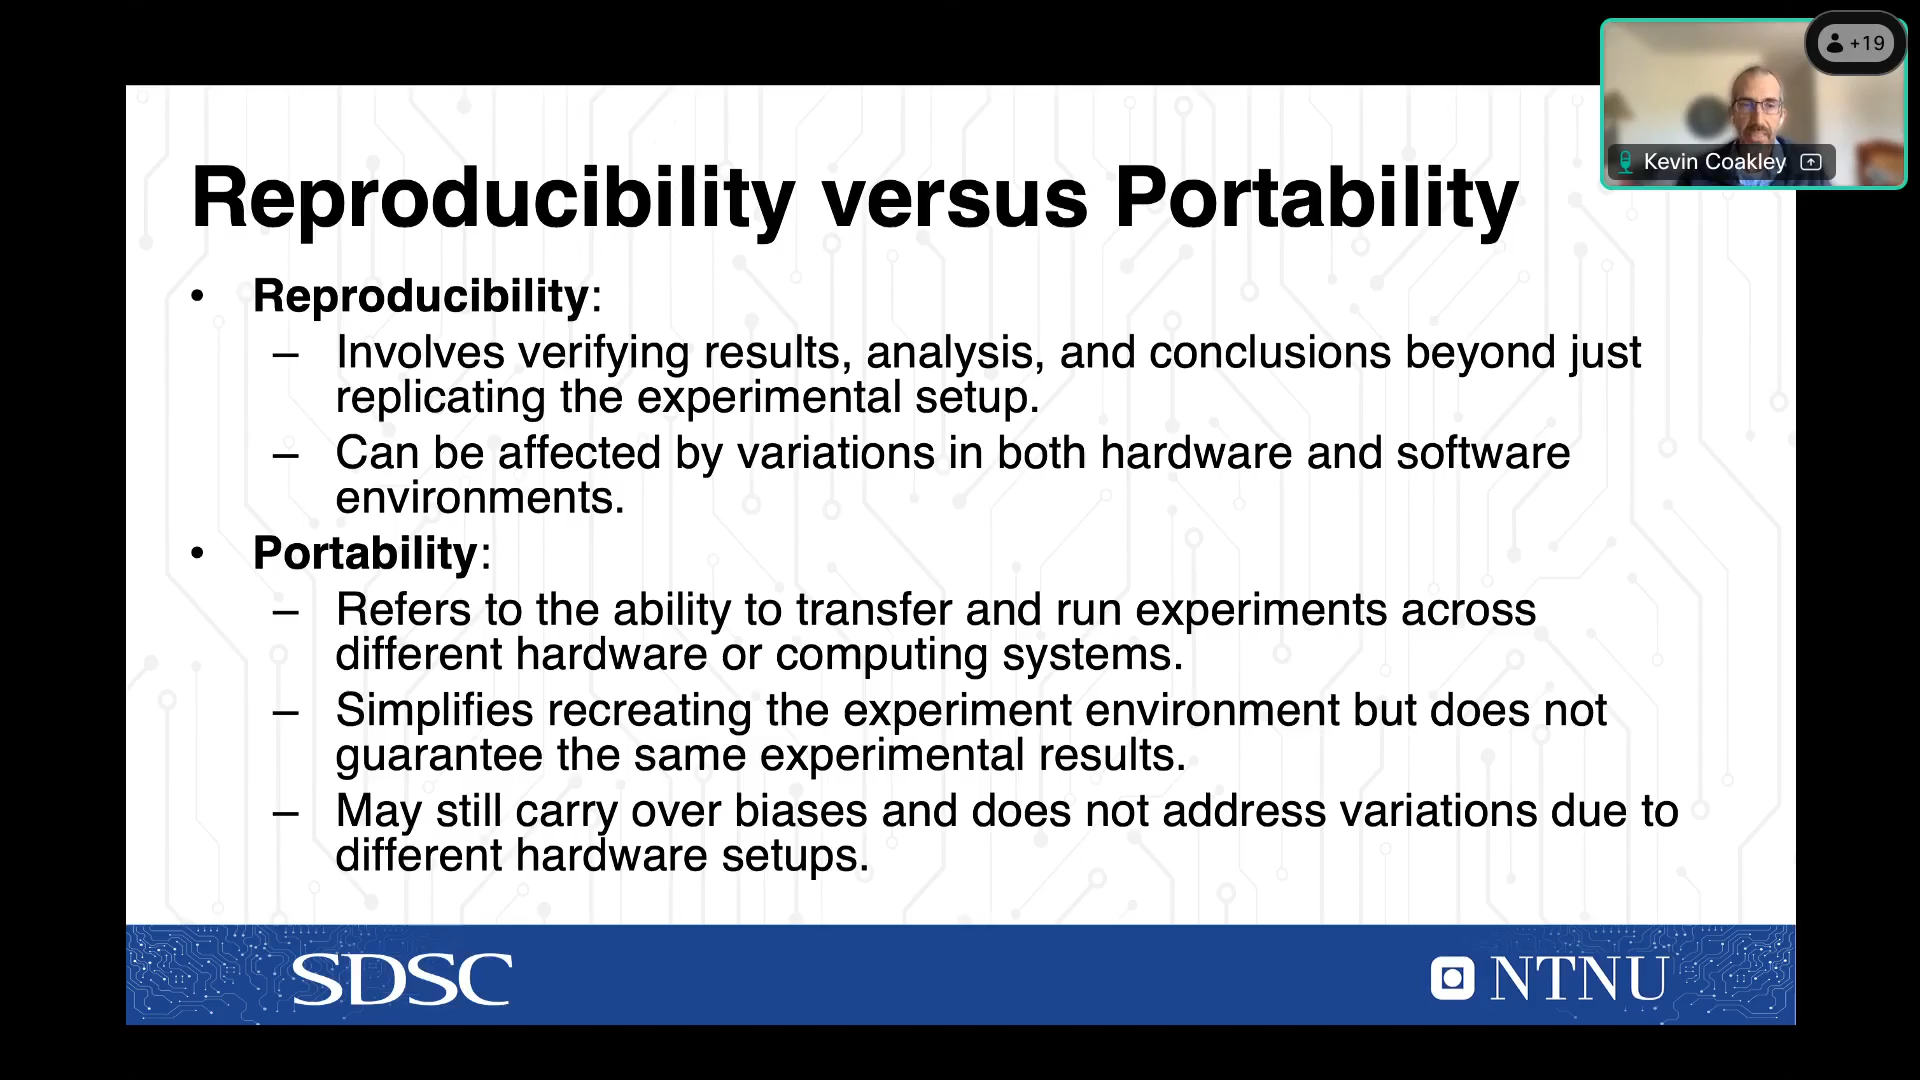 +19
Kevin Coakley
Reproducibility versus Portability
• Reproducibility:
– Involves verifying results, analysis, and conclusions beyond just
replicating the experimental setup.
– Can be affected by variations in both hardware and software
environments.
• Portability:
– Refers to the ability to transfer and run experiments across
different hardware or computing systems.
– Simplifies recreating the experiment environment but does not
guarantee the same experimental results.
– May still carry over biases and does not address variations due to
different hardware setups.
SDSC
NTNU